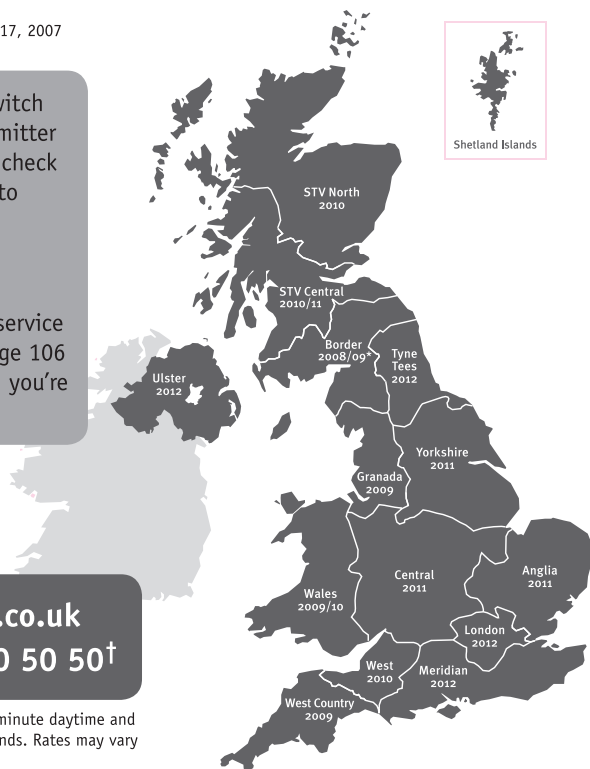 17, 2007
witch
mitter
check
to
service
ge 106
you’re
.co.uk
0 50 50†
minute daytime and
nds. Rates may vary
Shetland Islands
STV North
2010
STV Central
2010/11
Border
2008/09*
Tyne
Tees
2012
Ulster
2012
Yorkshire
2011
Granada
2009
Wales
2009/10
Central
2011
Anglia
2011
London
2012
West
2010
Meridian
2012
West Country
2009